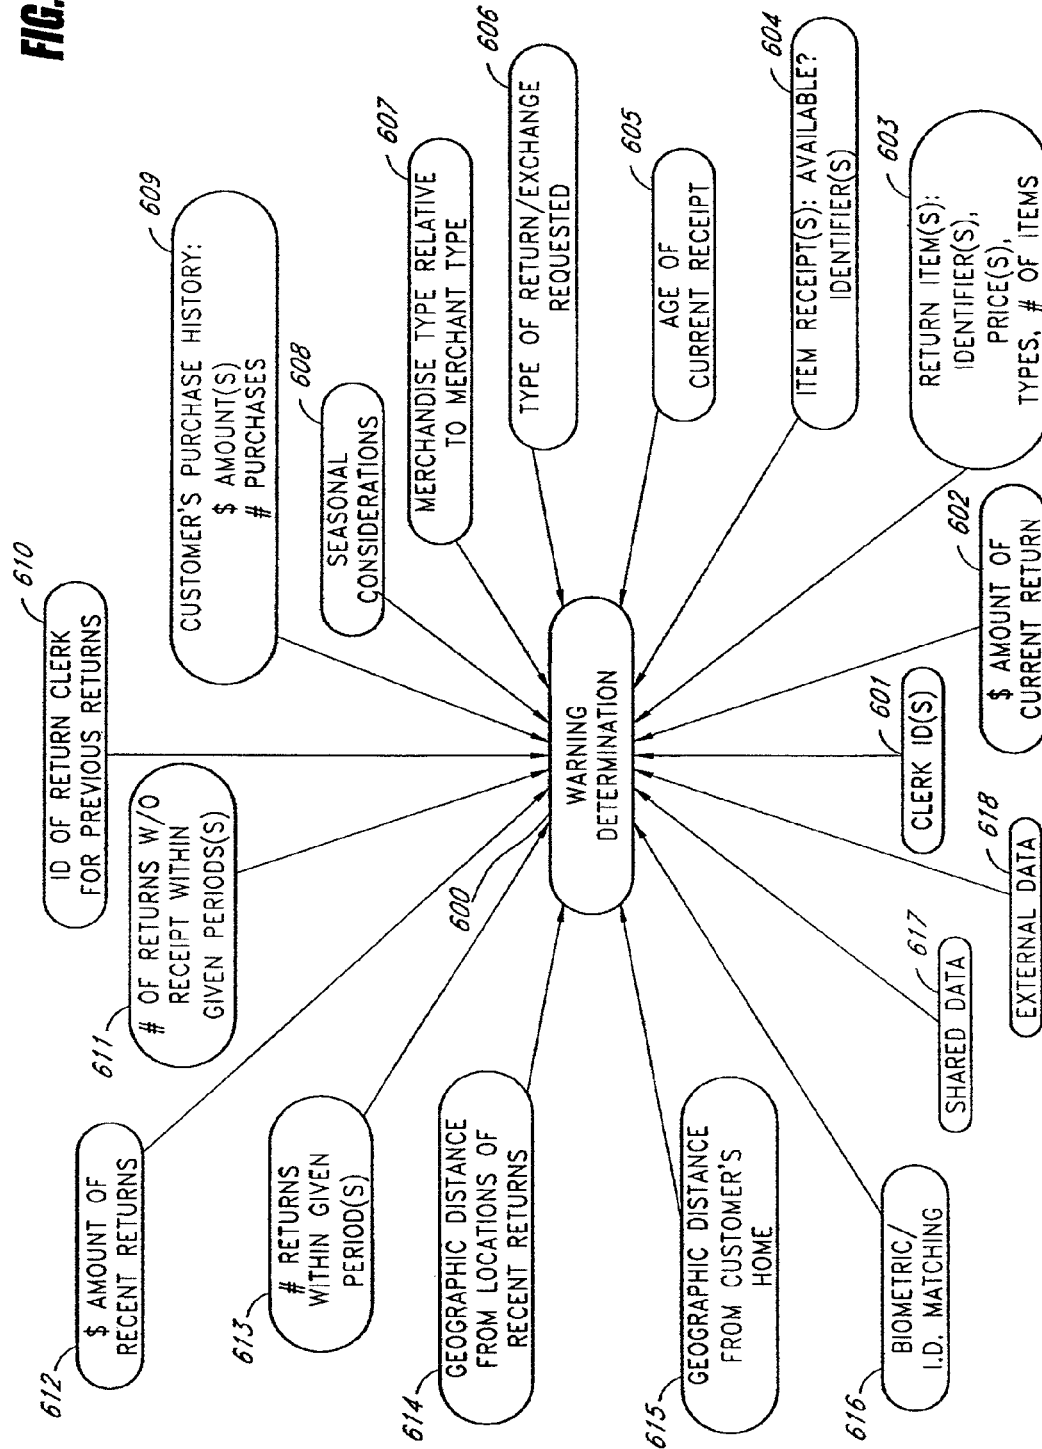 FIG.
610
ID OF RETURN CLERK
FOR PREVIOUS RETURNS
609
CUSTOMER'S PURCHASE HISTORY:
$ AMOUNT(S)
# PURCHASES
608
SEASONAL
CONSIDERATIONS
607
MERCHANDISE TYPE RELATIVE
TO MERCHANT TYPE
606
TYPE OF RETURN/EXCHANGE
REQUESTED
605
AGE OF
CURRENT RECEIPT
604
ITEM RECEIPT(S): AVAILABLE?
IDENTIFIER(S)
603
RETURN ITEM(S):
IDENTIFIER(S),
PRICE(S),
TYPES, # OF ITEMS
602
$ AMOUNT OF
CURRENT RETURN
601
CLERK ID(S)
618
EXTERNAL DATA
617
SHARED DATA
616
BIOMETRIC/
I.D. MATCHING
615
GEOGRAPHIC DISTANCE
FROM CUSTOMER'S
HOME
614
GEOGRAPHIC DISTANCE
FROM LOCATIONS OF
RECENT RETURNS
613
# RETURNS
WITHIN GIVEN
PERIOD(S)
612
$ AMOUNT OF
RECENT RETURNS
611
# OF RETURNS W/O
RECEIPT WITHIN
GIVEN PERIODS(S)
600
WARNING
DETERMINATION